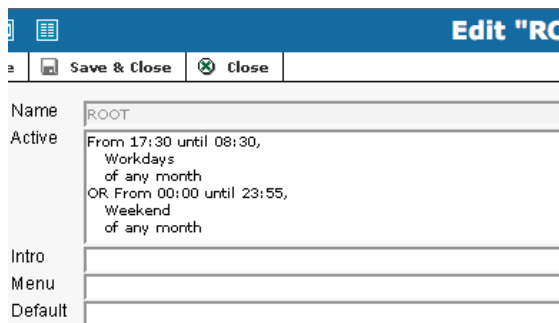 Edit "RO
e Save & Close Close
Name ROOT
Active From 17:30 until 08:30,
Workdays
of any month
OR From 00:00 until 23:55,
Weekend
of any month
Intro
Menu
Default